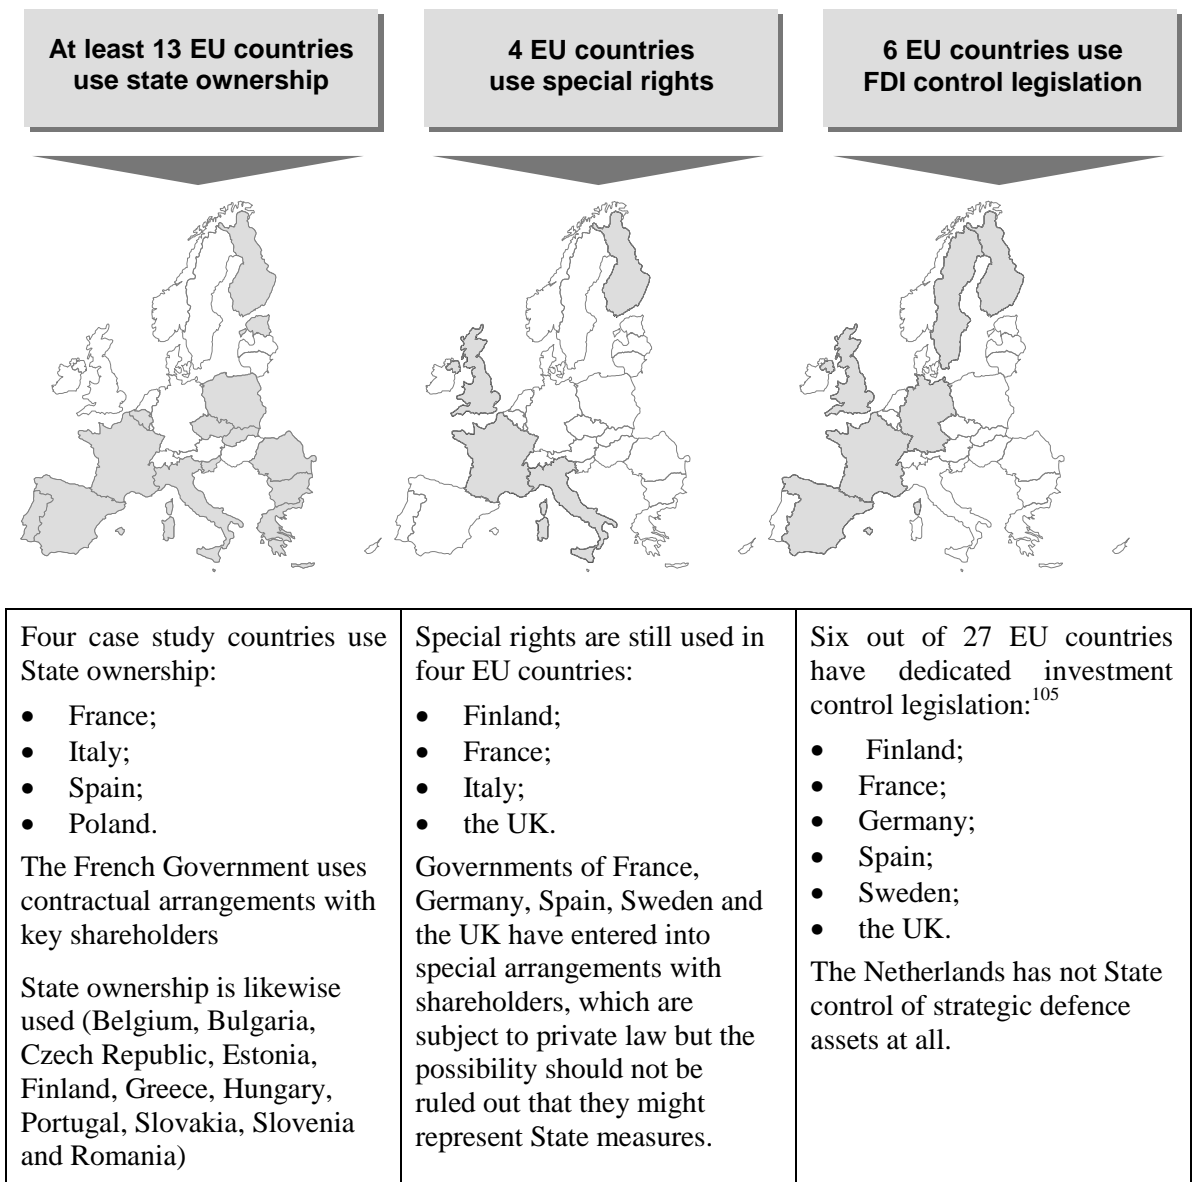 At least 13 EU countries
use state ownership
4 EU countries
use special rights
6 EU countries use
FDI control legislation
Four case study countries use
State ownership:
• France;
• Italy;
• Spain;
• Poland.
The French Government uses
contractual arrangements with
key shareholders
State ownership is likewise
used (Belgium, Bulgaria,
Czech Republic, Estonia,
Finland, Greece, Hungary,
Portugal, Slovakia, Slovenia
and Romania)
Special rights are still used in
four EU countries:
• Finland;
• France;
• Italy;
• the UK.
Governments of France,
Germany, Spain, Sweden and
the UK have entered into
special arrangements with
shareholders, which are
subject to private law but the
possibility should not be
ruled out that they might
represent State measures.
Six out of 27 EU countries
have dedicated investment
control legislation:105
• Finland;
• France;
• Germany;
• Spain;
• Sweden;
• the UK.
The Netherlands has not State
control of strategic defence
assets at all.